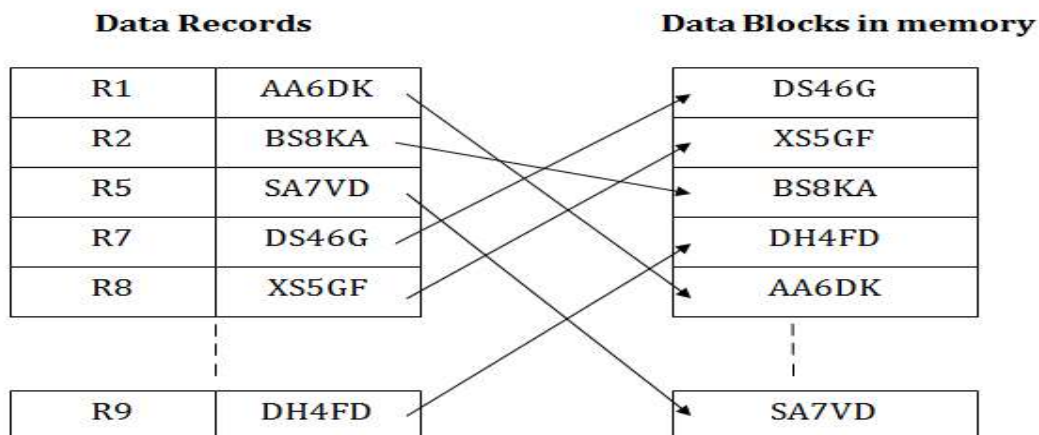 Data Records Data Blocks in memory
R1 AA6DK DS46G
R2 BS8KA XS5GF
R5 SA7VD BS8KA
R7 DS46G DH4FD
R8 XS5GF AA6DK
R9 DH4FD SA7VD